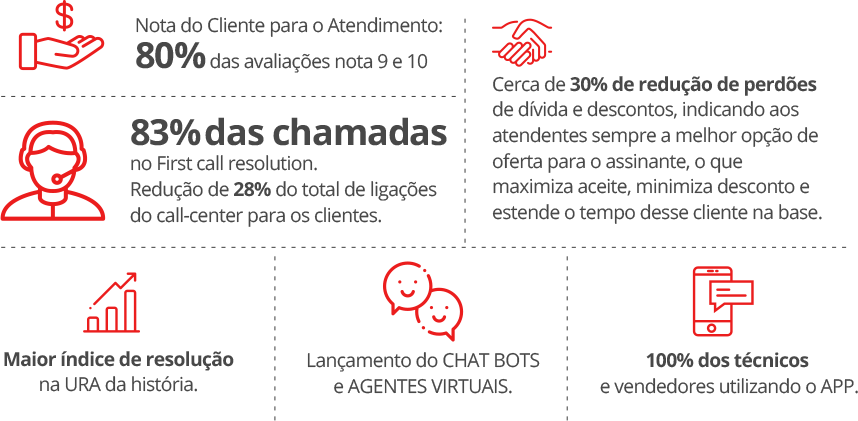 Nota do Cliente para o Atendimento:
80% das avaliações nota 9 e 10
83% das chamadas
no First call resolution.
Redução de 28% do total de ligações
do call-center para os clientes.
Cerca de 30% de redução de perdões
de dívida e descontos, indicando aos
atendentes sempre a melhor opção de
oferta para o assinante, o que
maximiza aceite, minimiza desconto e
estende o tempo desse cliente na base.
Maior índice de resolução
na URA da história.
Lançamento do CHAT BOTS
e AGENTES VIRTUAIS.
100% dos técnicos
e vendedores utilizando o APP.